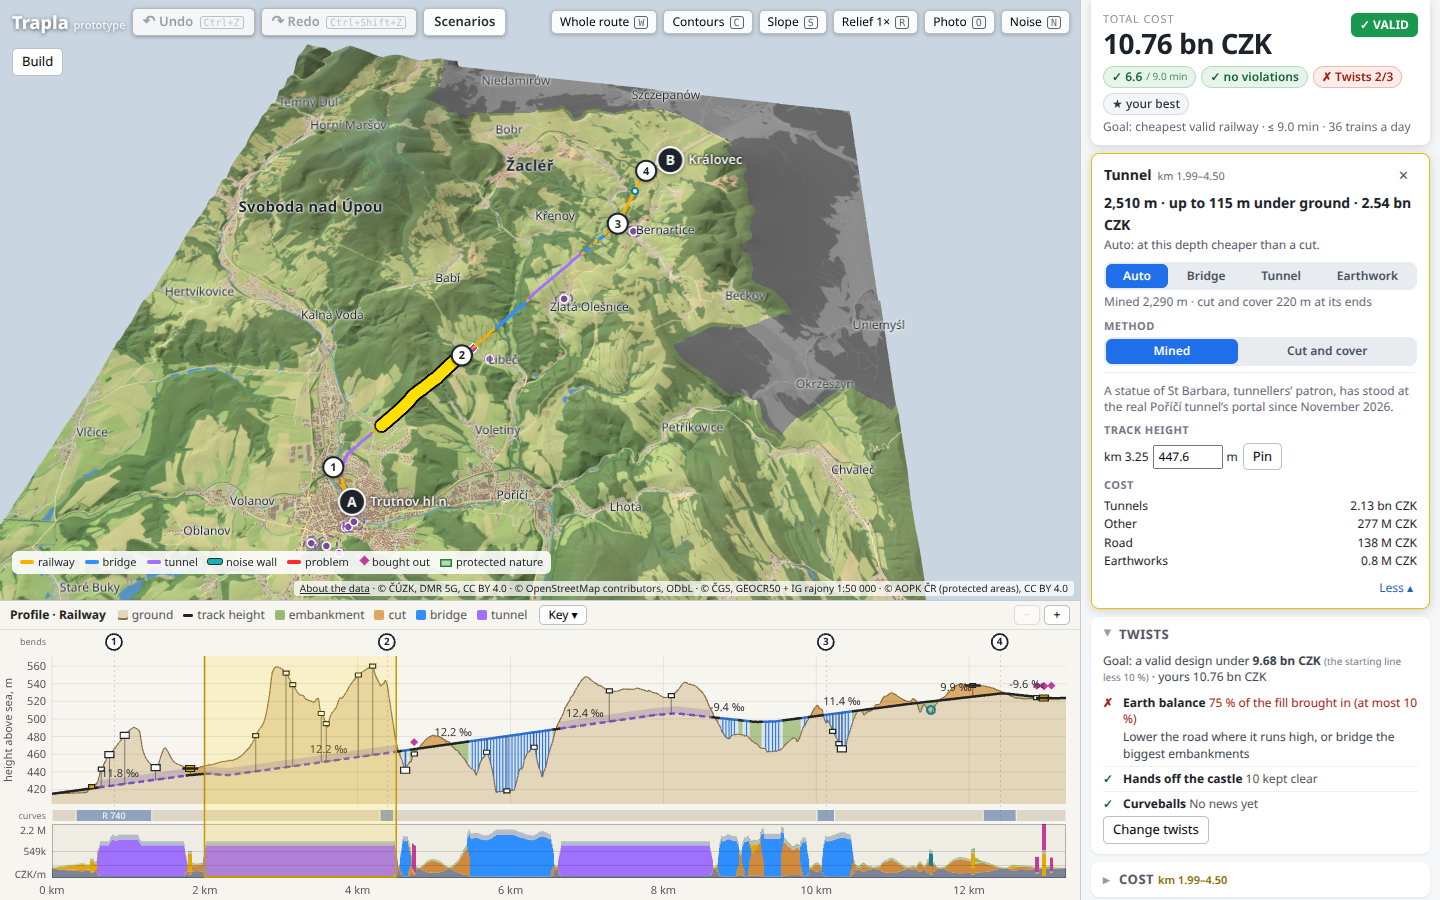 Trapla prototype
↶ Undo Ctrl+Z
↷ Redo Ctrl+Shift+Z
Scenarios
Whole route W
Contours C
Slope S
Relief 1× R
Photo O
Noise N
Build
Niedamirów
Szczepanów
Temný Důl
Horní Maršov
Bobr
Žacléř
B Královec
4
Svoboda nad Úpou
Křenov
3
Bernartice
Babí
Hertvíkovice
Kalná Voda
Zlatá Olešnice
Bečkov
Uniemyśl
2
Libeč
Okrzeszyn
Vlčice
Voletiny
Petříkovice
1
Chvaleč
A Trutnov hl.n.
Volanov
Poříčí
Lhota
Oblanov
Staré Buky
railway bridge tunnel noise wall problem bought out protected nature
About the data · © ČÚZK, DMR 5G, CC BY 4.0 · © OpenStreetMap contributors, ODbL · © ČGS, GEOCR50 + IG rajony 1:50 000 · © AOPK ČR (protected areas), CC BY 4.0
TOTAL COST
10.76 bn CZK
✓ VALID
✓ 6.6 / 9.0 min
✓ no violations
✗ Twists 2/3
★ your best
Goal: cheapest valid railway · ≤ 9.0 min · 36 trains a day
Tunnel km 1.99–4.50 ✕
2,510 m · up to 115 m under ground · 2.54 bn
CZK
Auto: at this depth cheaper than a cut.
Auto Bridge Tunnel Earthwork
Mined 2,290 m · cut and cover 220 m at its ends
METHOD
Mined Cut and cover
A statue of St Barbara, tunnellers’ patron, has stood at
the real Poříčí tunnel’s portal since November 2026.
TRACK HEIGHT
km 3.25 447.6 m Pin
COST
Tunnels 2.13 bn CZK
Other 277 M CZK
Road 138 M CZK
Earthworks 0.8 M CZK
Less ▴
▼ TWISTS
Goal: a valid design under 9.68 bn CZK (the starting line
less 10 %) · yours 10.76 bn CZK
✗ Earth balance 75 % of the fill brought in (at most 10
%)
Lower the road where it runs high, or bridge the
biggest embankments
✓ Hands off the castle 10 kept clear
✓ Curveballs No news yet
Change twists
▶ COST km 1.99–4.50
Profile · Railway ground track height embankment cut bridge tunnel Key ▾ − +
bends 1 2 3 4
height above sea, m
560
540
520
500
480
460
440
420
11.8 ‰
12.2 ‰
12.2 ‰
12.4 ‰
-9.4 ‰
11.4 ‰
9.9 ‰
-9.6 ‰
curves R 740
2.2 M
549k
CZK/m
0 km 2 km 4 km 6 km 8 km 10 km 12 km